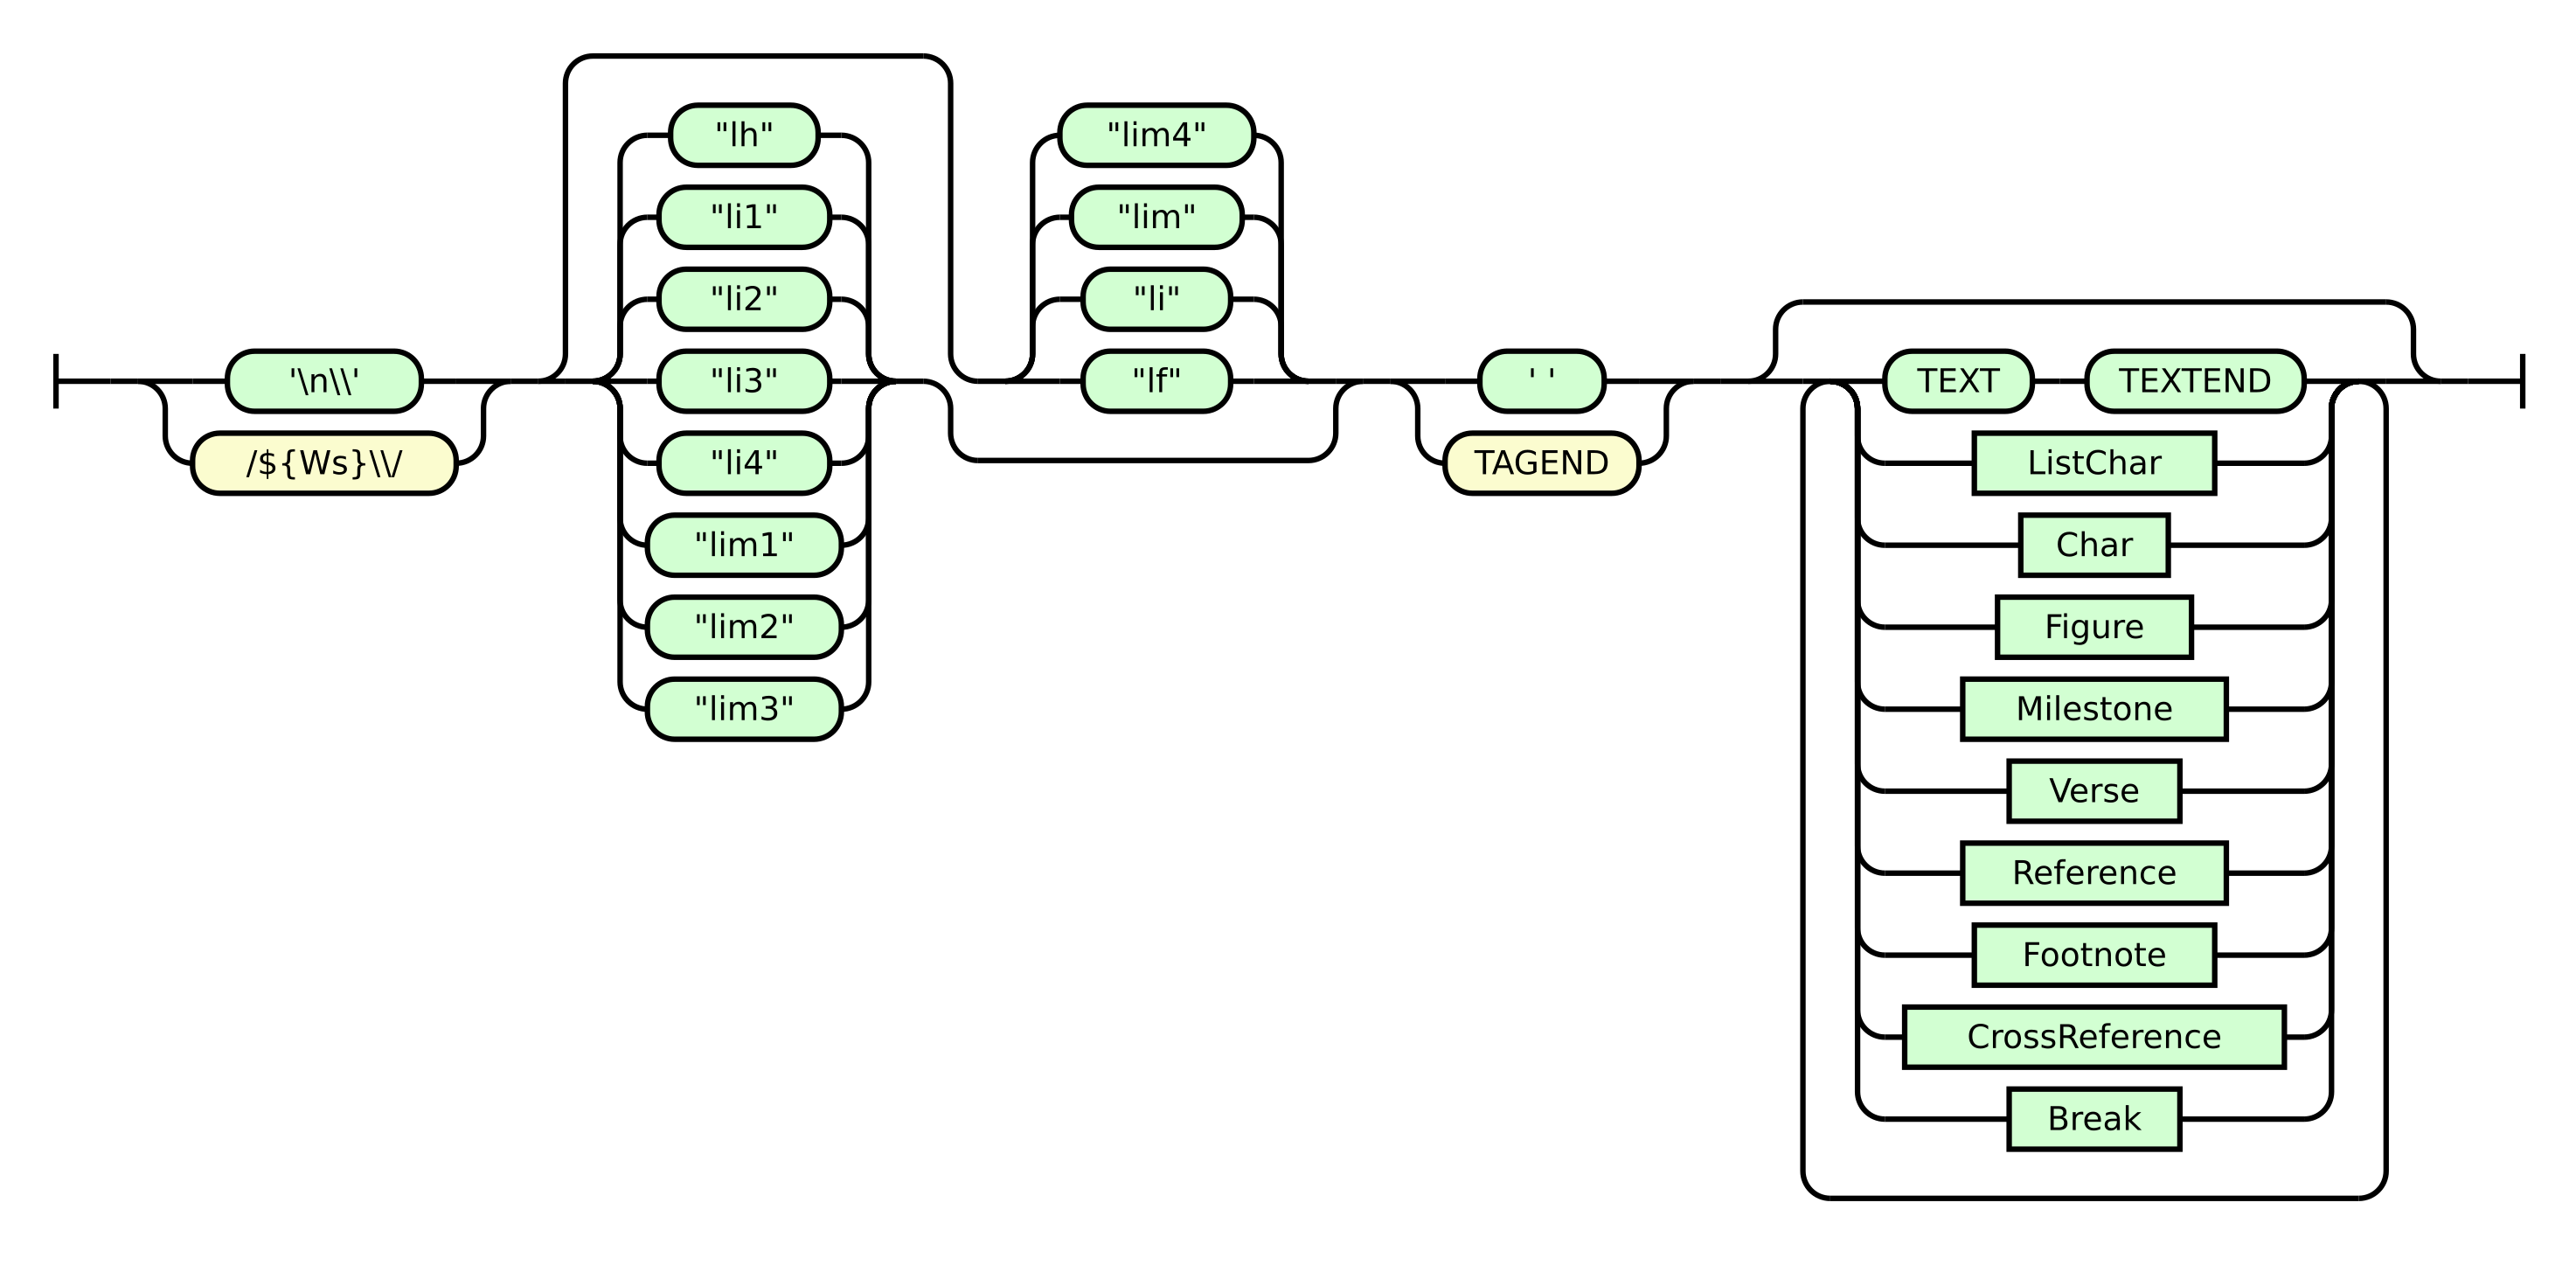 '\n\\'
/${Ws}\\/
"lh"
"li1"
"li2"
"li3"
"li4"
"lim1"
"lim2"
"lim3"
"lim4"
"lim"
"li"
"lf"
' '
TAGEND
TEXT TEXTEND
ListChar
Char
Figure
Milestone
Verse
Reference
Footnote
CrossReference
Break